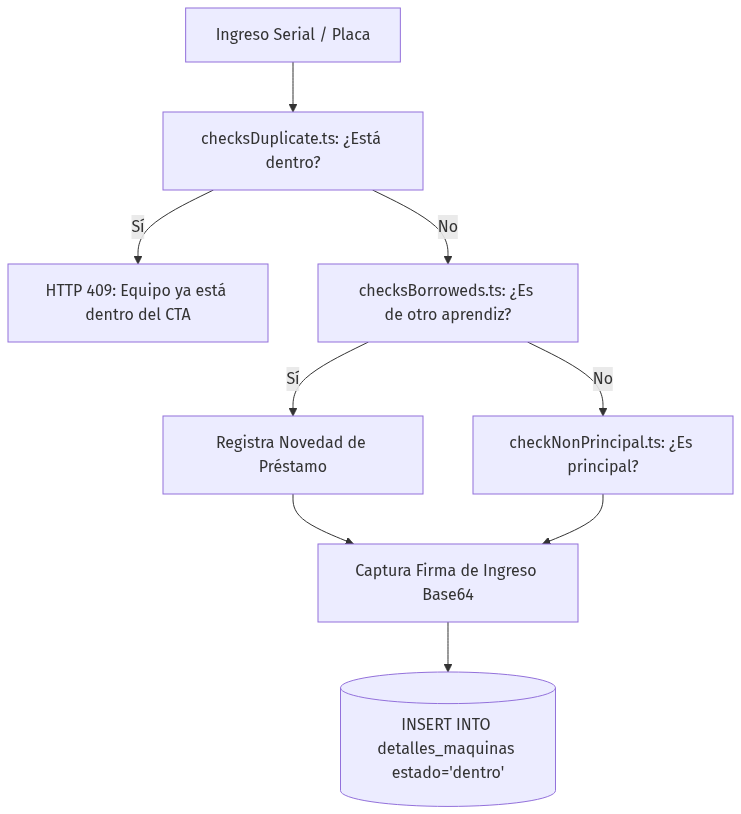 Ingreso Serial / Placa
checksDuplicate.ts: ¿Está
dentro?
Sí
No
HTTP 409: Equipo ya está
dentro del CTA
checksBorroweds.ts: ¿Es
de otro aprendiz?
Sí
No
Registra Novedad de
Préstamo
checkNonPrincipal.ts: ¿Es
principal?
Captura Firma de Ingreso
Base64
INSERT INTO
detalles_maquinas
estado='dentro'